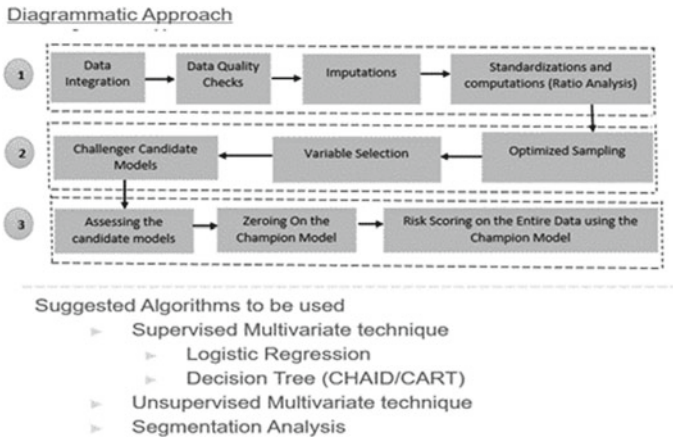 Diagrammatic Approach
1
Data
Integration
Data Quality
Checks
Imputations
Standardizations and
computations (Ratio Analysis)
2
Challenger Candidate
Models
Variable Selection
Optimized Sampling
3
Assessing the
candidate models
Zeroing On the
Champion Model
Risk Scoring on the Entire Data using the
Champion Model
Suggested Algorithms to be used
Supervised Multivariate technique
Logistic Regression
Decision Tree (CHAID/CART)
Unsupervised Multivariate technique
Segmentation Analysis